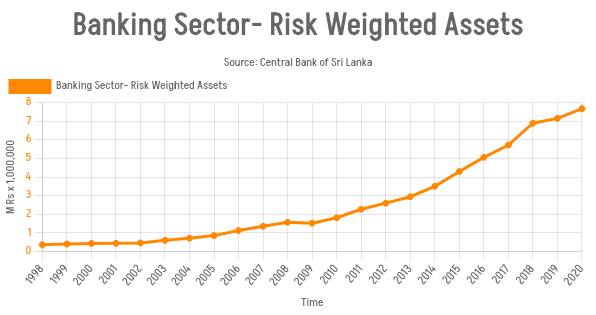 Banking Sector- Risk Weighted Assets
Source: Central Bank of Sri Lanka
Banking Sector- Risk Weighted Assets
8
7
6
5
4
3
2
1
0
M Rs x 1,000,000
1998 1999 2000 2001 2002 2003 2004 2005 2006 2007 2008 2009 2010 2011 2012 2013 2014 2015 2016 2017 2018 2019 2020
Time